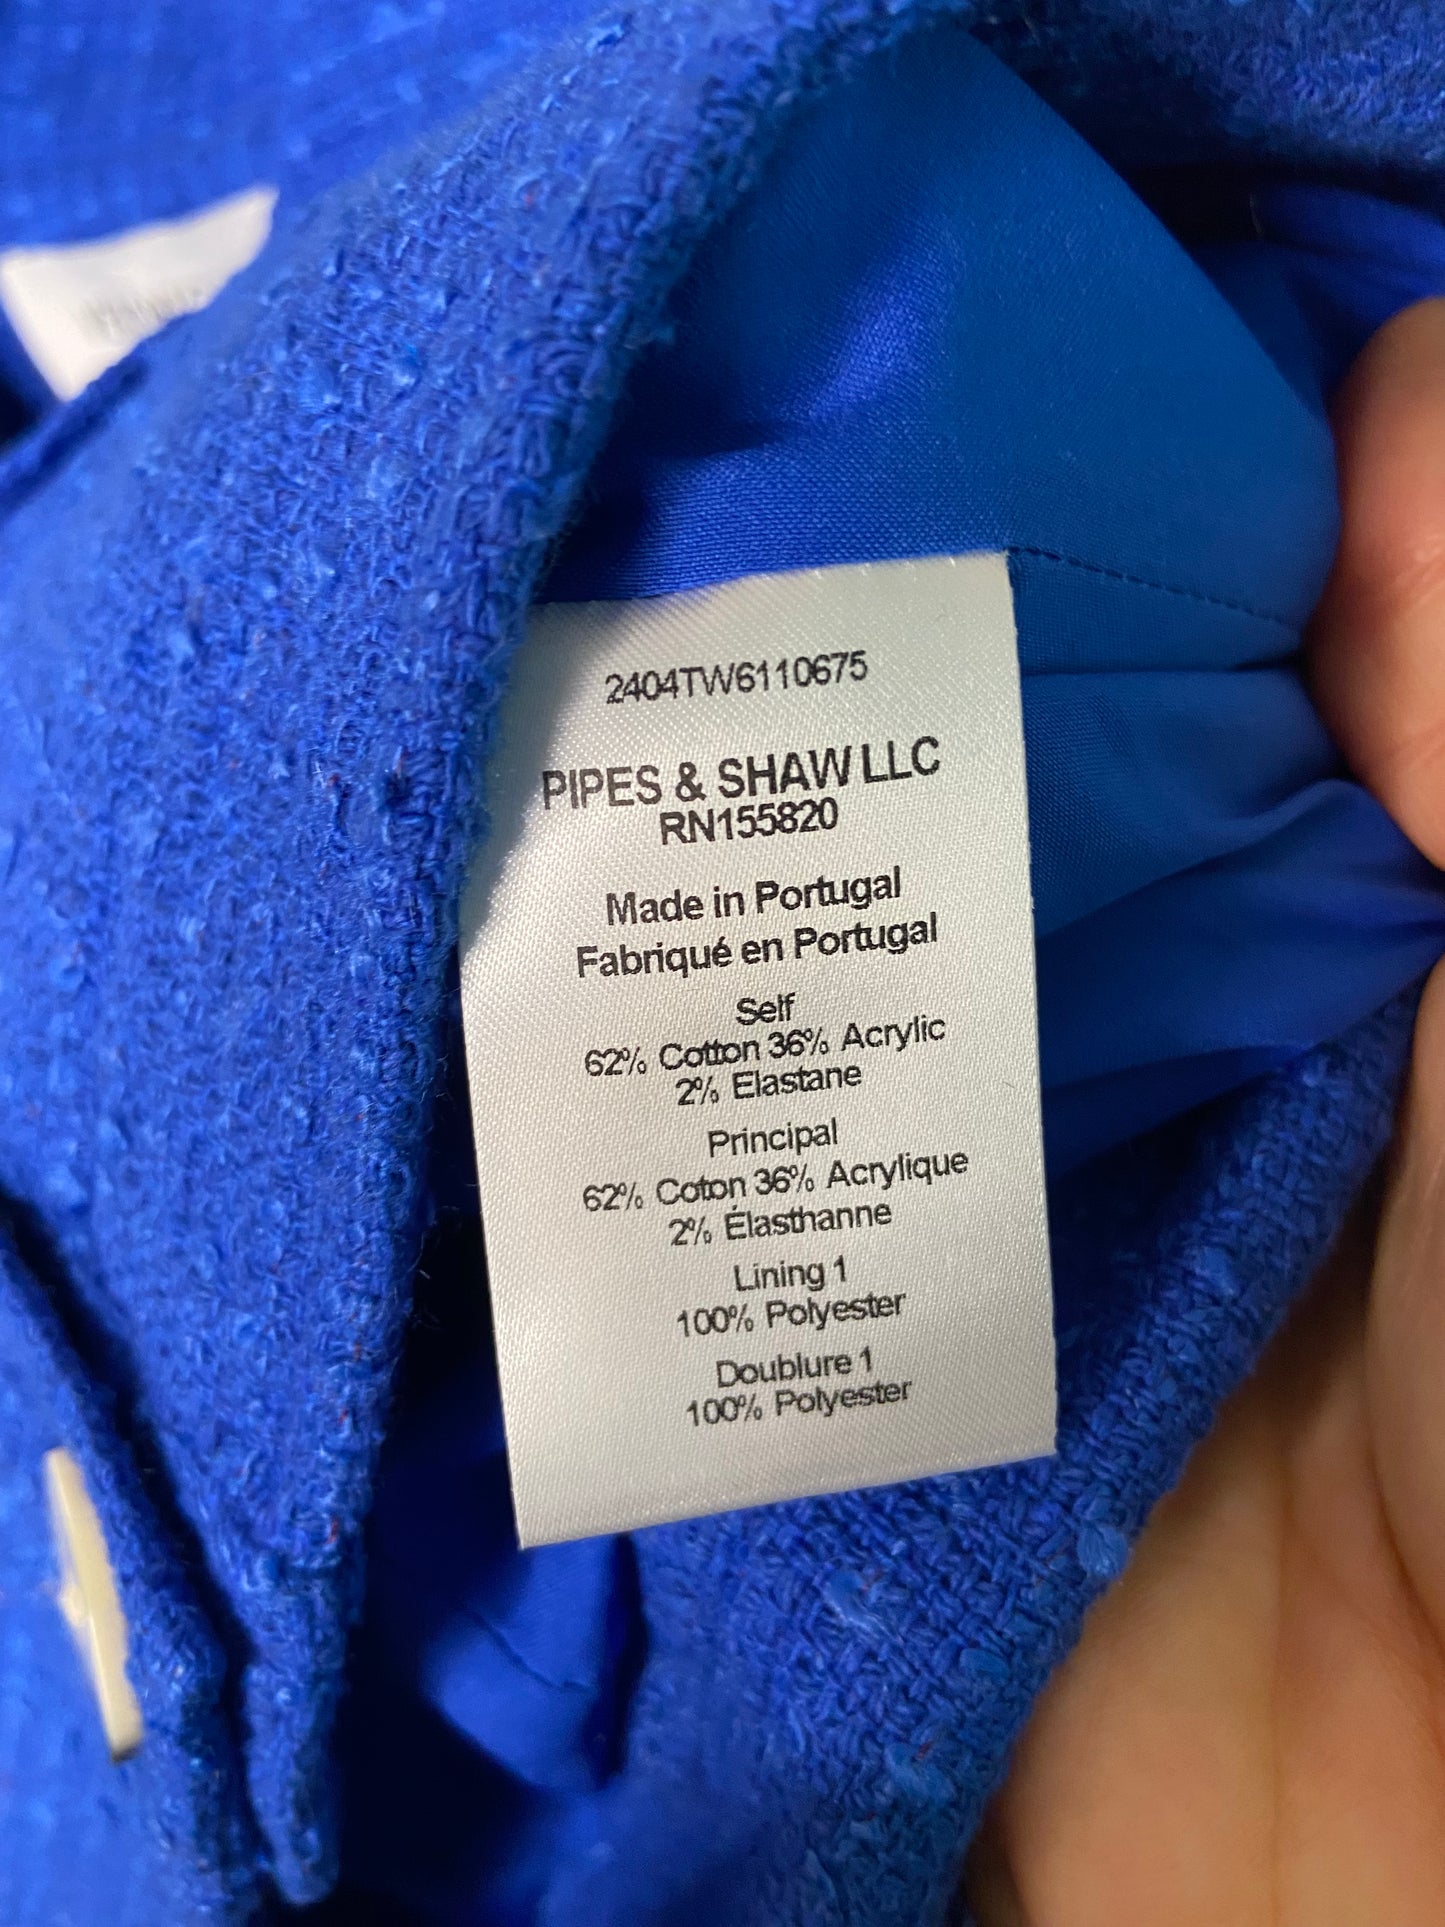 2404TW6110675
PIPES & SHAW LLC
RN155820
Made in Portugal
Fabriqué en Portugal
Self
62% Cotton 36% Acrylic
2% Elastane
Principal
62% Coton 36% Acrylique
2% Élasthanne
Lining 1
100% Polyester
Doublure 1
100% Polyester